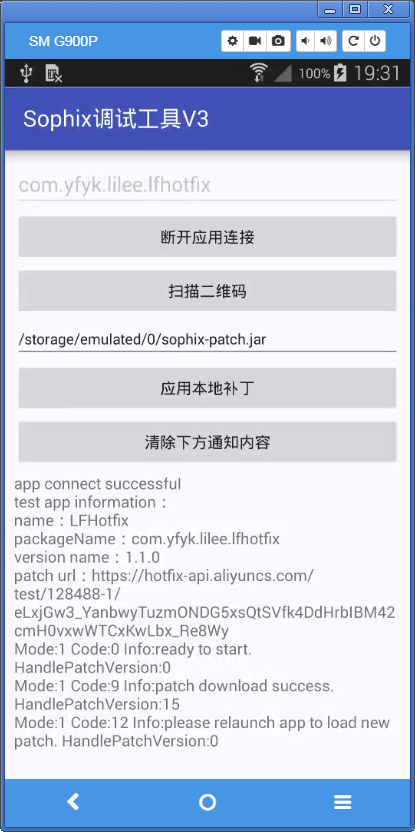 SM G900P
100%
19:31
Sophix调试工具V3
com.yfyk.lilee.lfhotfix
断开应用连接
扫描二维码
/storage/emulated/0/sophix-patch.jar
应用本地补丁
清除下方通知内容
app connect successful
test app information：
name：LFHotfix
packageName：com.yfyk.lilee.lfhotfix
version name：1.1.0
patch url：https://hotfix-api.aliyuncs.com/
test/128488-1/
eLxjGw3_YanbwyTuzmONDG5xsQtSVfk4DdHrbIBM42
cmH0vxwWTCxKwLbx_Re8Wy
Mode:1 Code:0 Info:ready to start.
HandlePatchVersion:0
Mode:1 Code:9 Info:patch download success.
HandlePatchVersion:15
Mode:1 Code:12 Info:please relaunch app to load new
patch. HandlePatchVersion:0